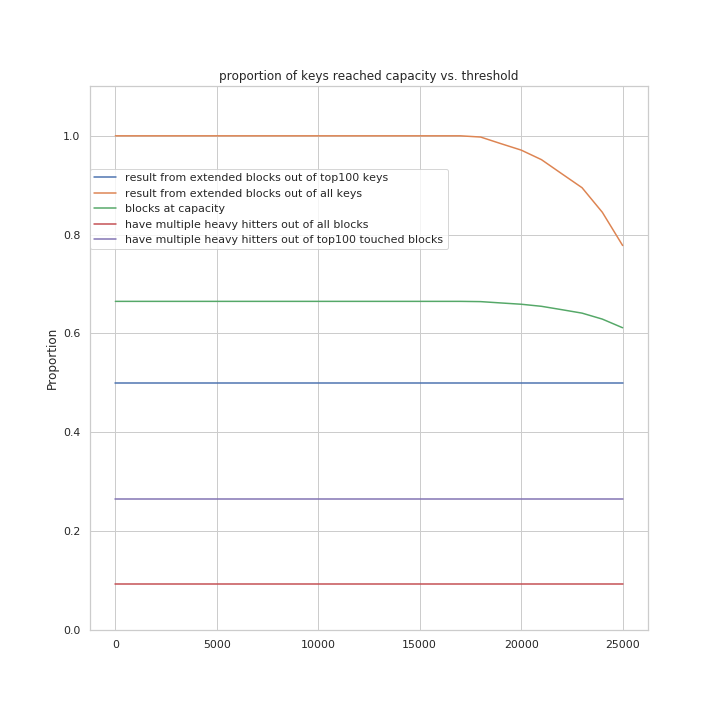 proportion of keys reached capacity vs. threshold
1.0
result from extended blocks out of top100 keys
result from extended blocks out of all keys
blocks at capacity
have multiple heavy hitters out of all blocks
have multiple heavy hitters out of top100 touched blocks
0.8
0.6
Proportion
0.4
0.2
0.0
0 5000 10000 15000 20000 25000